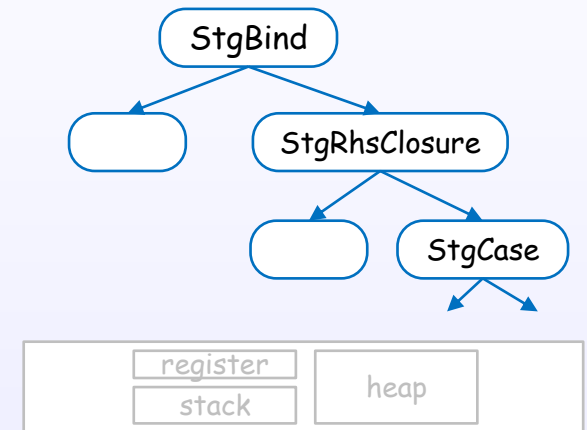 StgBind
StgRhsClosure
StgCase
register
stack
heap